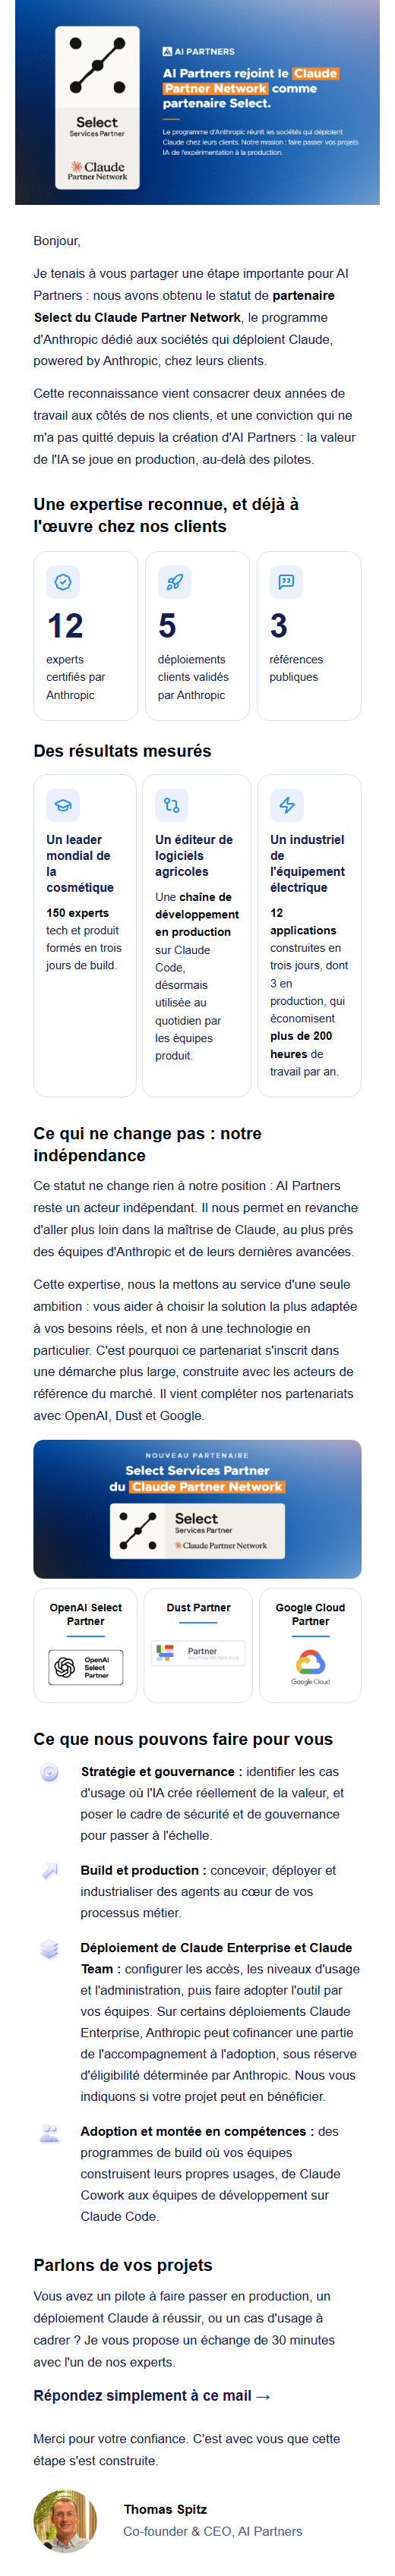 AI PARTNERS
AI Partners rejoint le Claude
Partner Network comme
partenaire Select.
Le programme d'Anthropic réunit les sociétés qui déploient
Claude chez leurs clients. Notre mission : faire passer vos projets
IA de l'expérimentation à la production.
Select
Services Partner
Claude
Partner Network
Bonjour,
Je tenais à vous partager une étape importante pour AI
Partners : nous avons obtenu le statut de partenaire
Select du Claude Partner Network, le programme
d'Anthropic dédié aux sociétés qui déploient Claude,
powered by Anthropic, chez leurs clients.
Cette reconnaissance vient consacrer deux années de
travail aux côtés de nos clients, et une conviction qui ne
m'a pas quitté depuis la création d'AI Partners : la valeur
de l'IA se joue en production, au-delà des pilotes.
Une expertise reconnue, et déjà à
l'œuvre chez nos clients
12
experts
certifiés par
Anthropic
5
déploiements
clients validés
par Anthropic
3
références
publiques
Des résultats mesurés
Un leader
mondial de
la
cosmétique
150 experts
tech et produit
formés en trois
jours de build.
Un éditeur de
logiciels
agricoles
Une chaîne de
développement
en production
sur Claude
Code,
désormais
utilisée au
quotidien par
les équipes
produit.
Un industriel
de
l'équipement
électrique
12
applications
construites en
trois jours, dont
3 en
production, qui
économisent
plus de 200
heures de
travail par an.
Ce qui ne change pas : notre
indépendance
Ce statut ne change rien à notre position : AI Partners
reste un acteur indépendant. Il nous permet en revanche
d'aller plus loin dans la maîtrise de Claude, au plus près
des équipes d'Anthropic et de leurs dernières avancées.
Cette expertise, nous la mettons au service d'une seule
ambition : vous aider à choisir la solution la plus adaptée
à vos besoins réels, et non à une technologie en
particulier. C'est pourquoi ce partenariat s'inscrit dans
une démarche plus large, construite avec les acteurs de
référence du marché. Il vient compléter nos partenariats
avec OpenAI, Dust et Google.
NOUVEAU PARTENAIRE
Select Services Partner
du Claude Partner Network
Select
Services Partner
Claude Partner Network
OpenAI Select
Partner
OpenAI
Select
Partner
Dust Partner
Partner
Google Cloud
Partner
Google Cloud
Ce que nous pouvons faire pour vous
Stratégie et gouvernance : identifier les cas
d'usage où l'IA crée réellement de la valeur, et
poser le cadre de sécurité et de gouvernance
pour passer à l'échelle.
Build et production : concevoir, déployer et
industrialiser des agents au cœur de vos
processus métier.
Déploiement de Claude Enterprise et Claude
Team : configurer les accès, les niveaux d'usage
et l'administration, puis faire adopter l'outil par
vos équipes. Sur certains déploiements Claude
Enterprise, Anthropic peut cofinancer une partie
de l'accompagnement à l'adoption, sous réserve
d'éligibilité déterminée par Anthropic. Nous vous
indiquons si votre projet peut en bénéficier.
Adoption et montée en compétences : des
programmes de build où vos équipes
construisent leurs propres usages, de Claude
Cowork aux équipes de développement sur
Claude Code.
Parlons de vos projets
Vous avez un pilote à faire passer en production, un
déploiement Claude à réussir, ou un cas d'usage à
cadrer ? Je vous propose un échange de 30 minutes
avec l'un de nos experts.
Répondez simplement à ce mail →
Merci pour votre confiance. C'est avec vous que cette
étape s'est construite.
Thomas Spitz
Co-founder & CEO, AI Partners